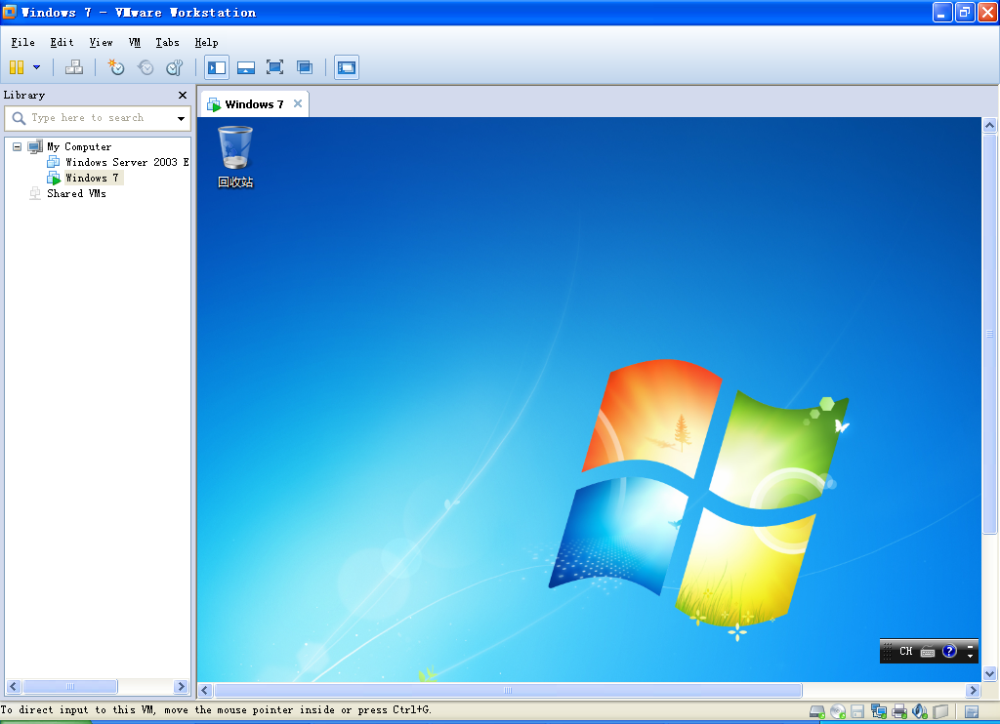 Windows 7 - VMware Workstation
File Edit View VM Tabs Help
Library
Type here to search
My Computer
Windows Server 2003 E
Windows 7
Shared VMs
Windows 7
回收站
CH
To direct input to this VM, move the mouse pointer inside or press Ctrl+G.